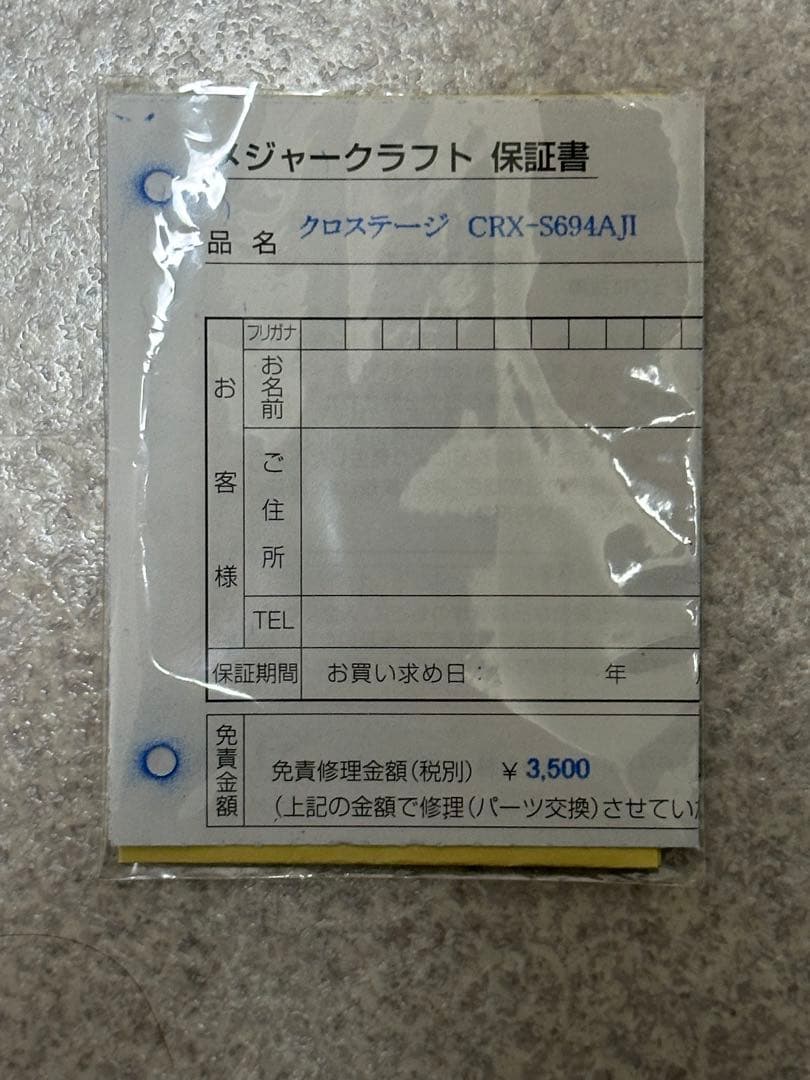 メジャークラフト 保証書
品 名 クロステージ CRX-S694AJI
フリガナ
お客様
お名前
ご住所
TEL
保証期間 お買い求め日: 年
免責金額
免責修理金額(税別) ¥3,500
(上記の金額で修理(パーツ交換)させてい